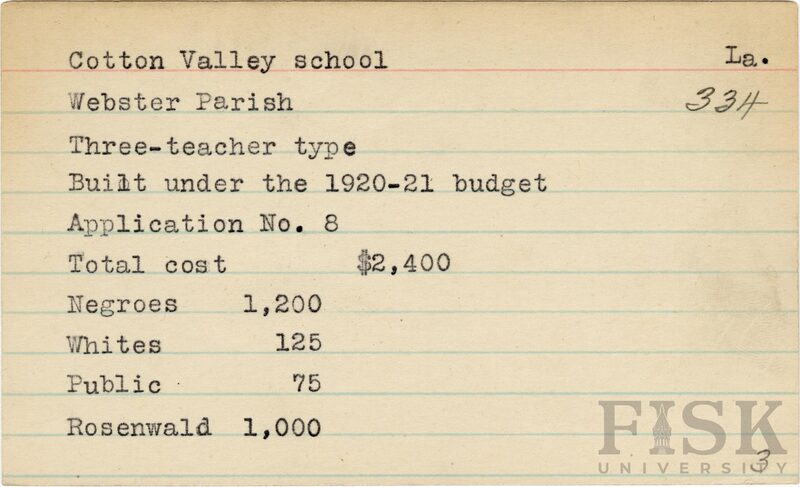 Cotton Valley school La.
Webster Parish 334
Three-teacher type
Built under the 1920-21 budget
Application No. 8
Total cost $2,400
Negroes 1,200
Whites 125
Public 75
Rosenwald 1,000
FISK
UNIVERSITY
3